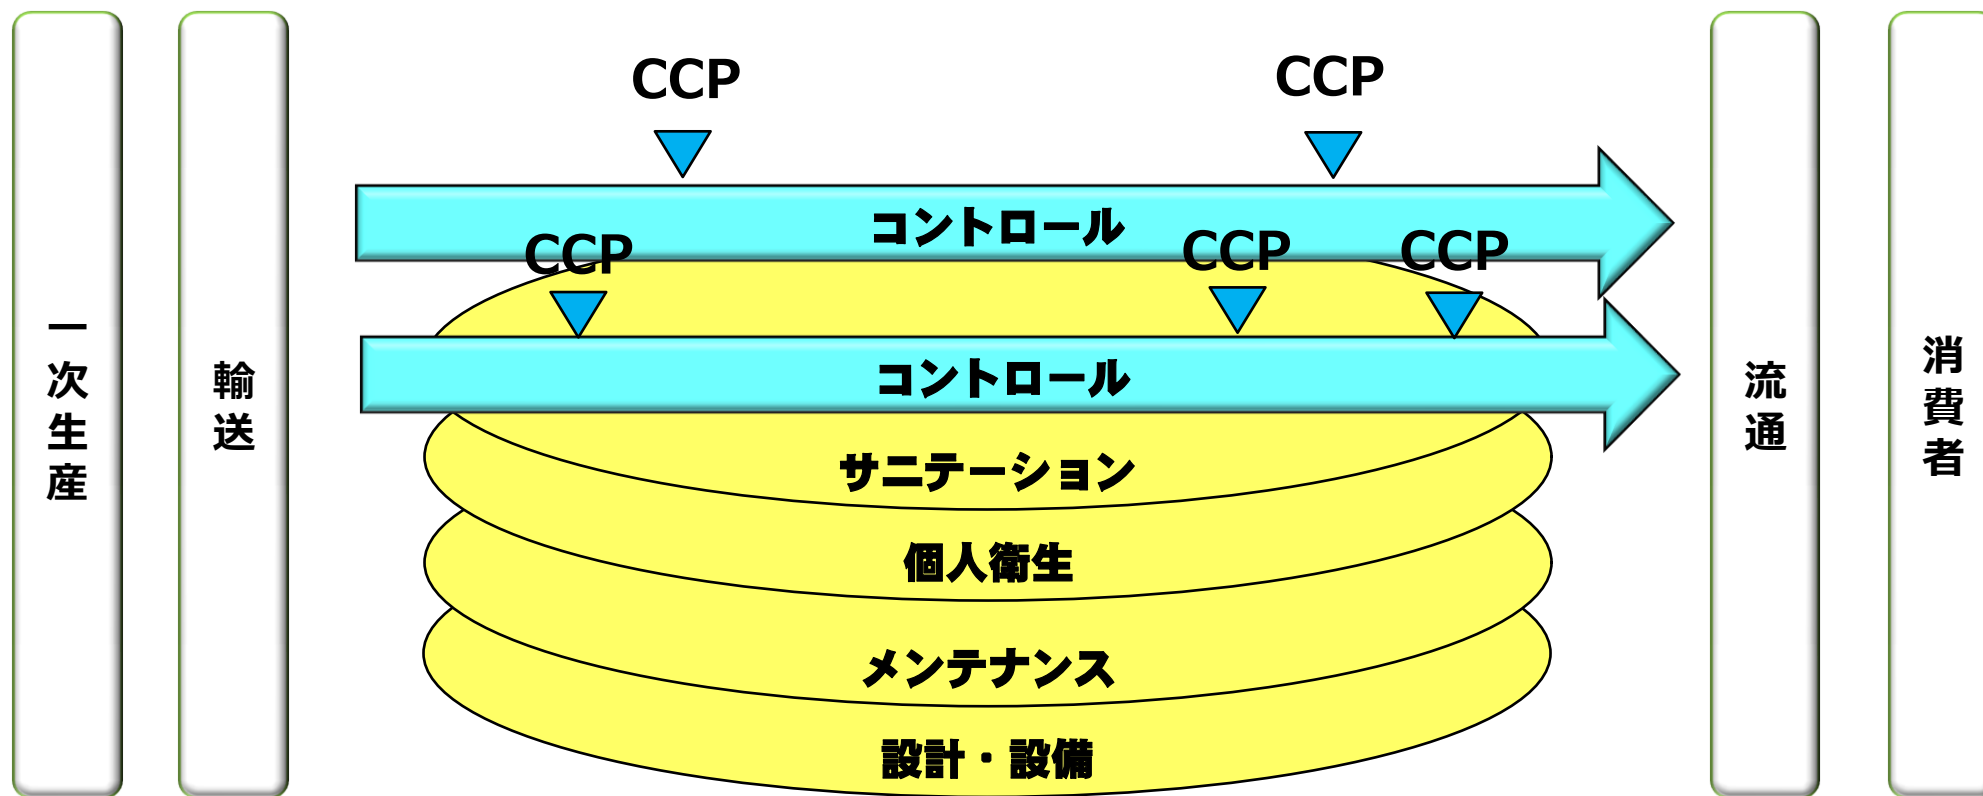 一次生産
輸送
CCP
CCP
コントロール
CCP
CCP
CCP
コントロール
サニテーション
個人衛生
メンテナンス
設計・設備
流通
消費者